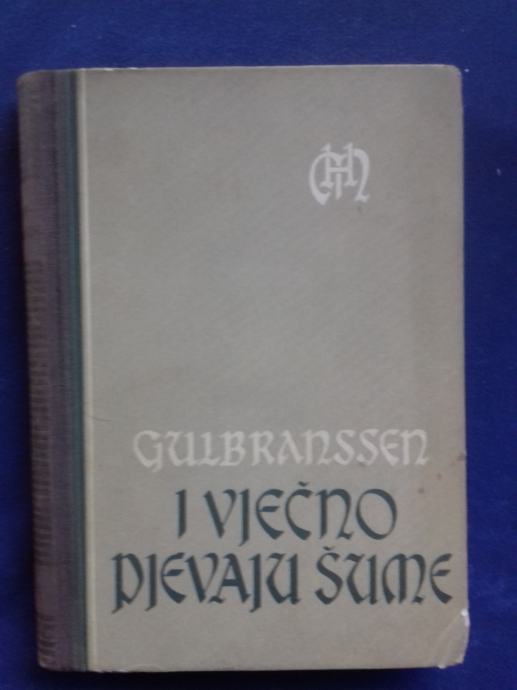 GULBRANSSEN
I VJEČNO
PJEVAJU ŠUME